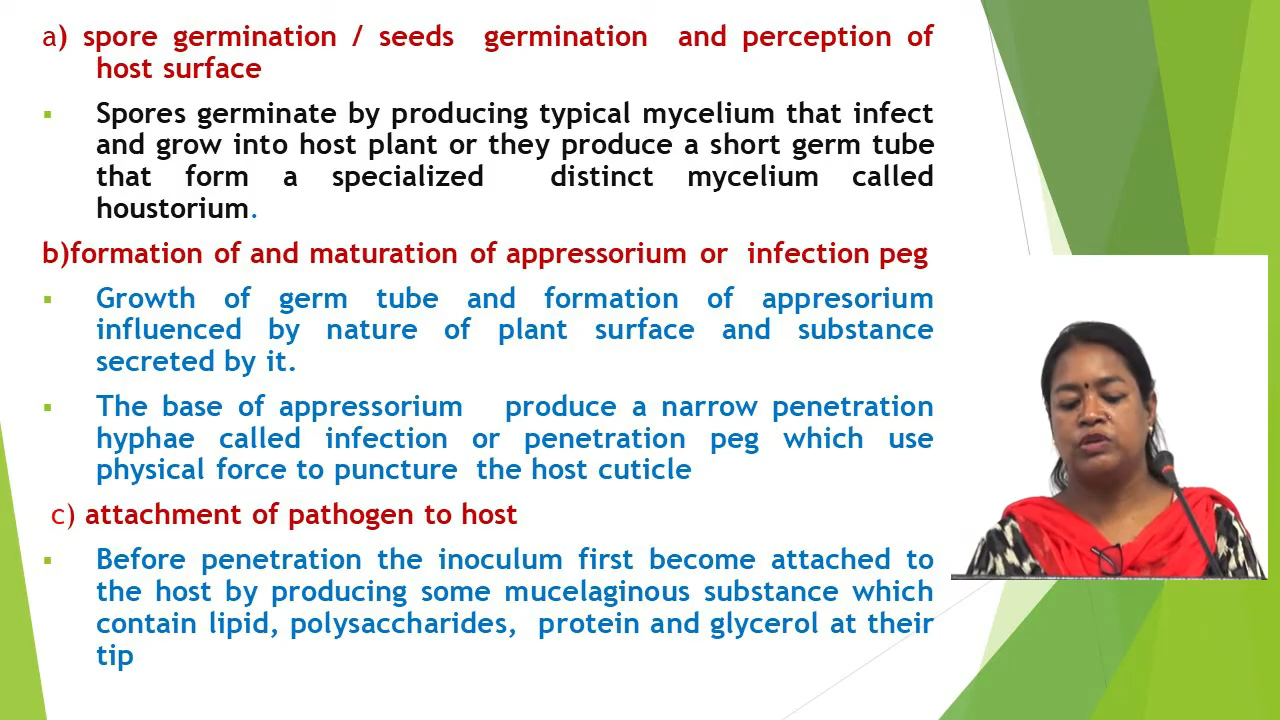 a) spore germination / seeds germination and perception of
host surface
▪ Spores germinate by producing typical mycelium that infect
and grow into host plant or they produce a short germ tube
that form a specialized distinct mycelium called
houstorium.
b)formation of and maturation of appressorium or infection peg
▪ Growth of germ tube and formation of appresorium
influenced by nature of plant surface and substance
secreted by it.
▪ The base of appressorium produce a narrow penetration
hyphae called infection or penetration peg which use
physical force to puncture the host cuticle
c) attachment of pathogen to host
▪ Before penetration the inoculum first become attached to
the host by producing some mucelaginous substance which
contain lipid, polysaccharides, protein and glycerol at their
tip